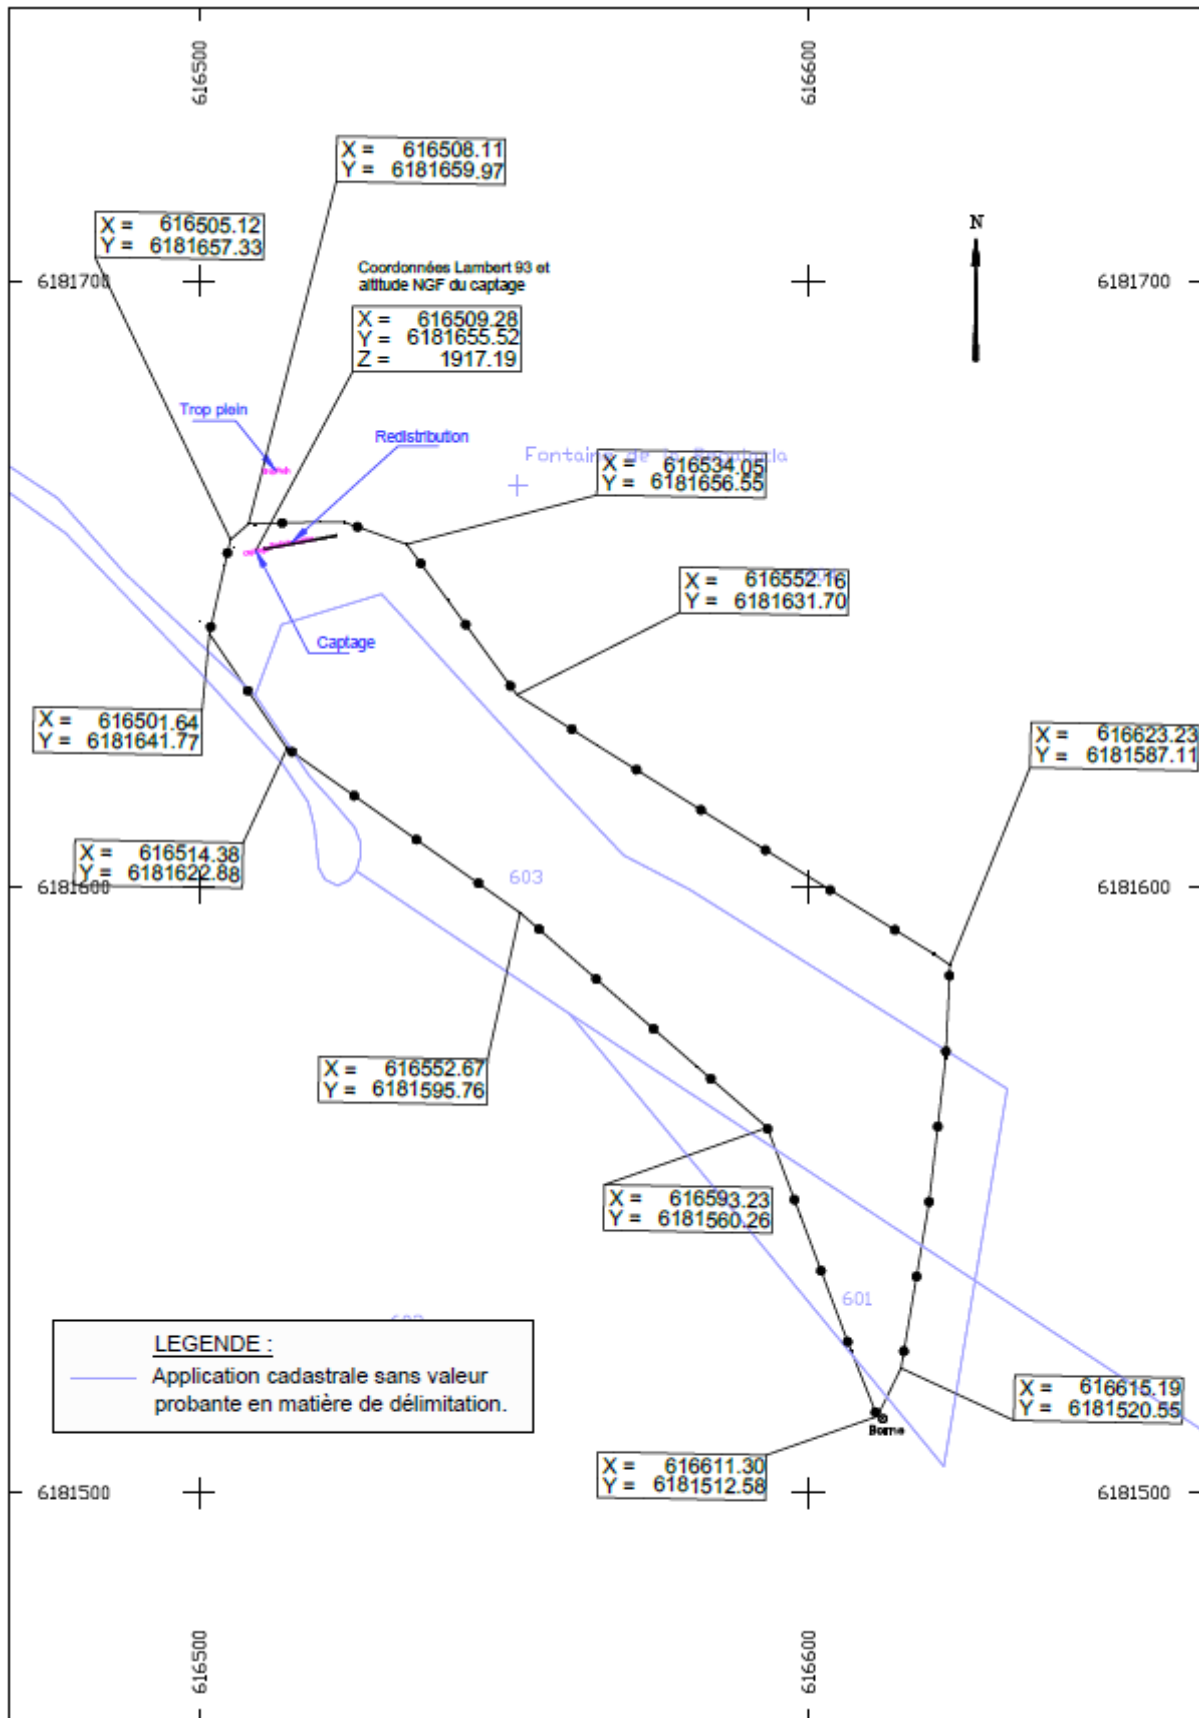 616500
616600
X = 616508.11
Y = 6181659.97
X = 616505.12
Y = 6181657.33
6181700
6181700
N
Coordonnées Lambert 93 et
altitude NGF du captage
X = 616509.28
Y = 6181655.52
Z = 1917.19
Trop plein
Redistribution
Fontaine de la
X = 616534.05
Y = 6181656.55
X = 616552.16
Y = 6181631.70
Captage
X = 616501.64
Y = 6181641.77
X = 616623.23
Y = 6181587.11
X = 616514.38
Y = 6181622.88
6181600
6181600
603
X = 616552.67
Y = 6181595.76
X = 616593.23
Y = 6181560.26
601
LEGENDE :
Application cadastrale sans valeur
probante en matière de délimitation.
X = 616615.19
Y = 6181520.55
Borne
X = 616611.30
Y = 6181512.58
6181500
6181500
616500
616600